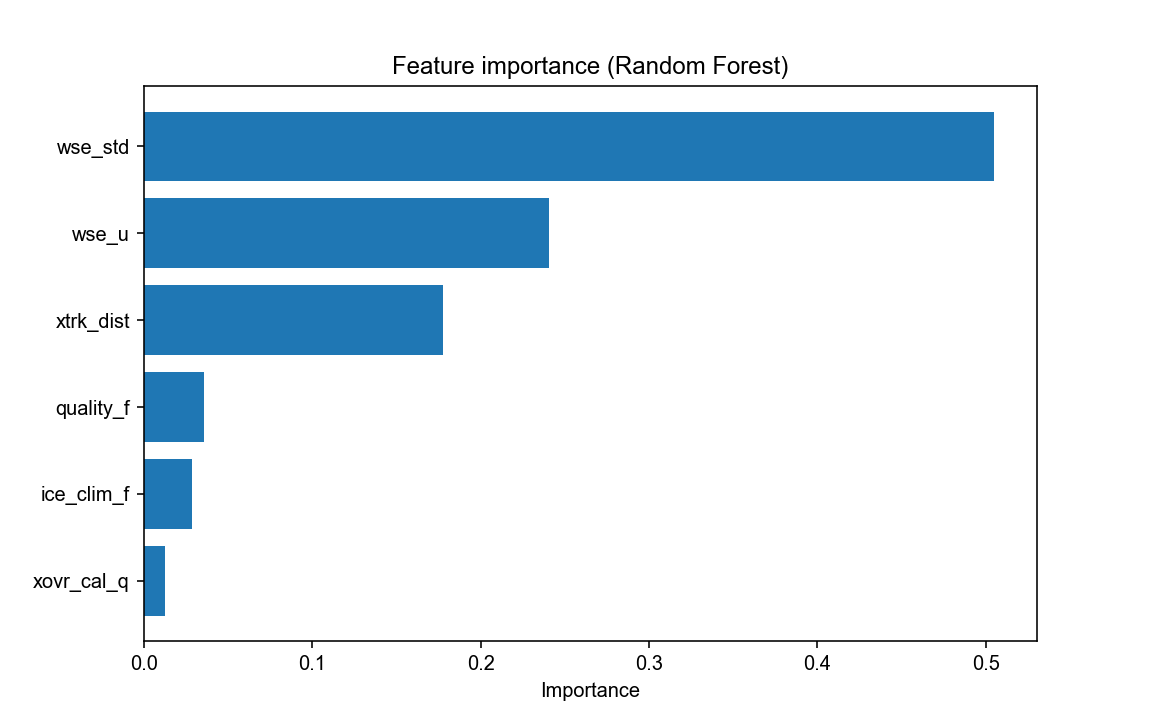 Feature importance (Random Forest)
wse_std
wse_u
xtrk_dist
quality_f
ice_clim_f
xovr_cal_q
0.0 0.1 0.2 0.3 0.4 0.5
Importance